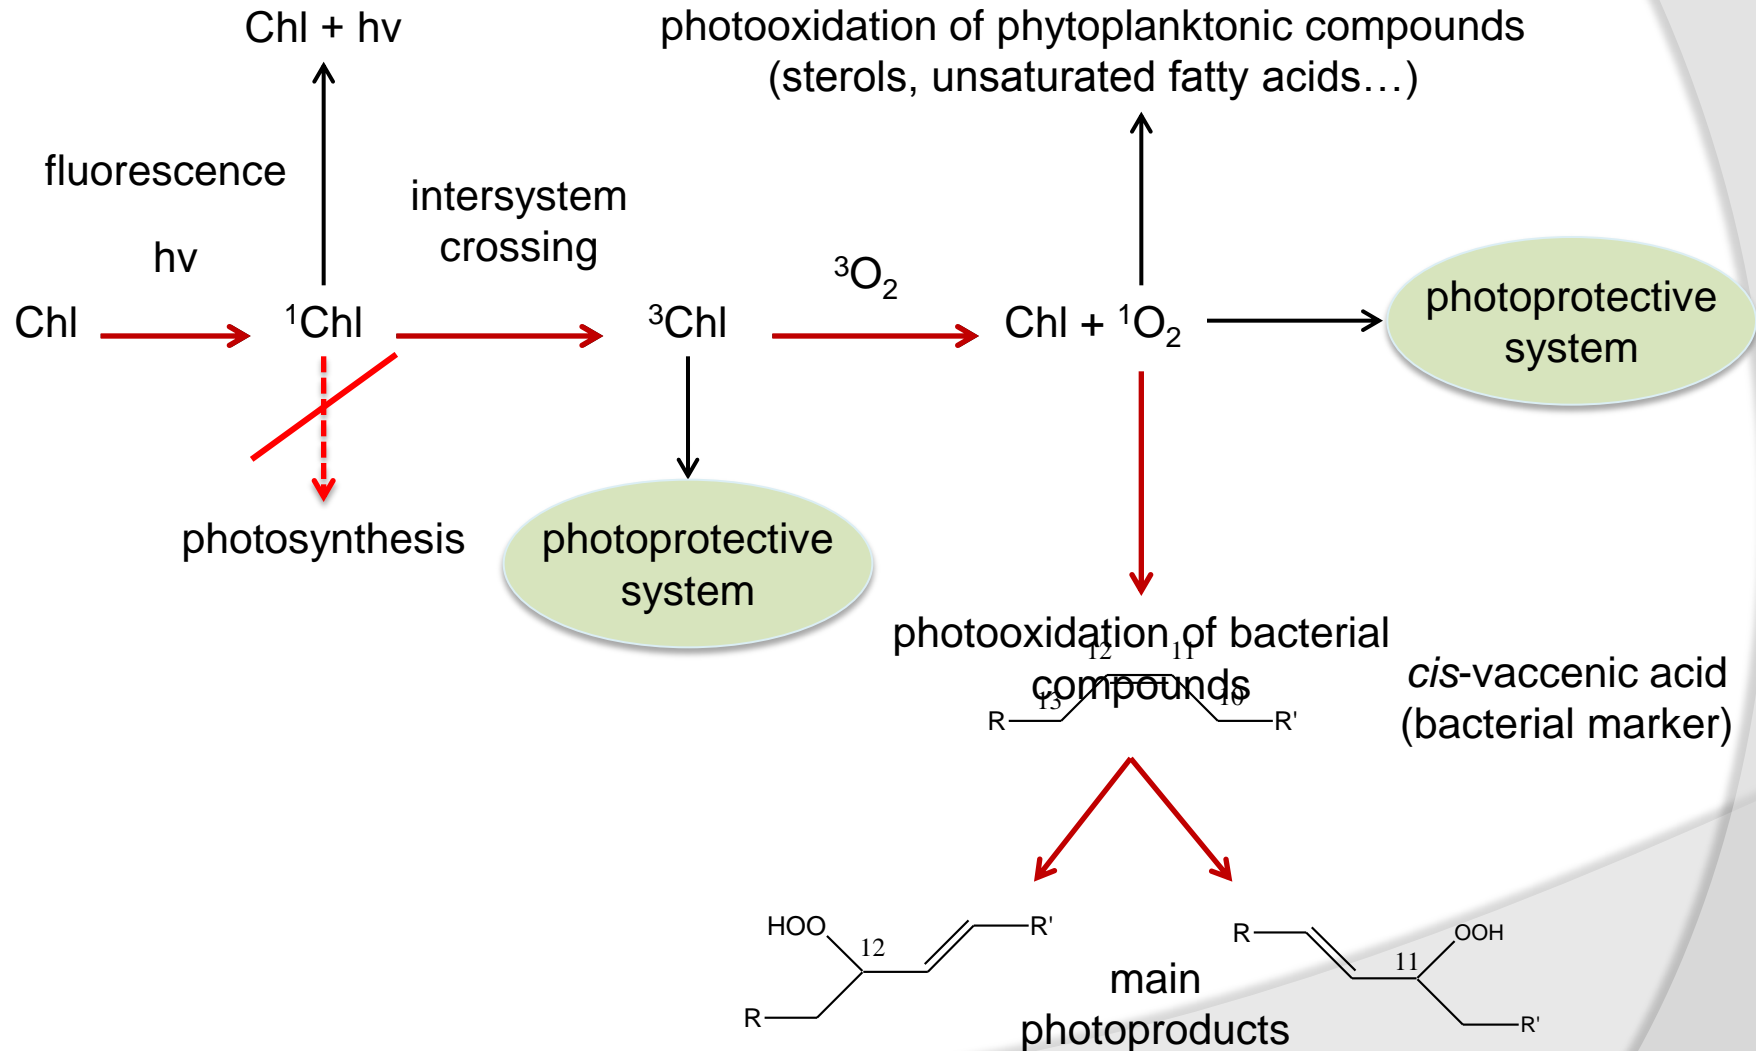 Chl + hv
photooxidation of phytoplanktonic compounds
(sterols, unsaturated fatty acids…)
fluorescence
intersystem
crossing
hv
³O₂
Chl
¹Chl
³Chl
Chl + ¹O₂
photoprotective
system
photosynthesis
photoprotective
system
photooxidation of bacterial
compounds
12
11
13
10
R
R'
cis-vaccenic acid
(bacterial marker)
HOO
12
R'
R
R
OOH
11
R'
main
photoproducts